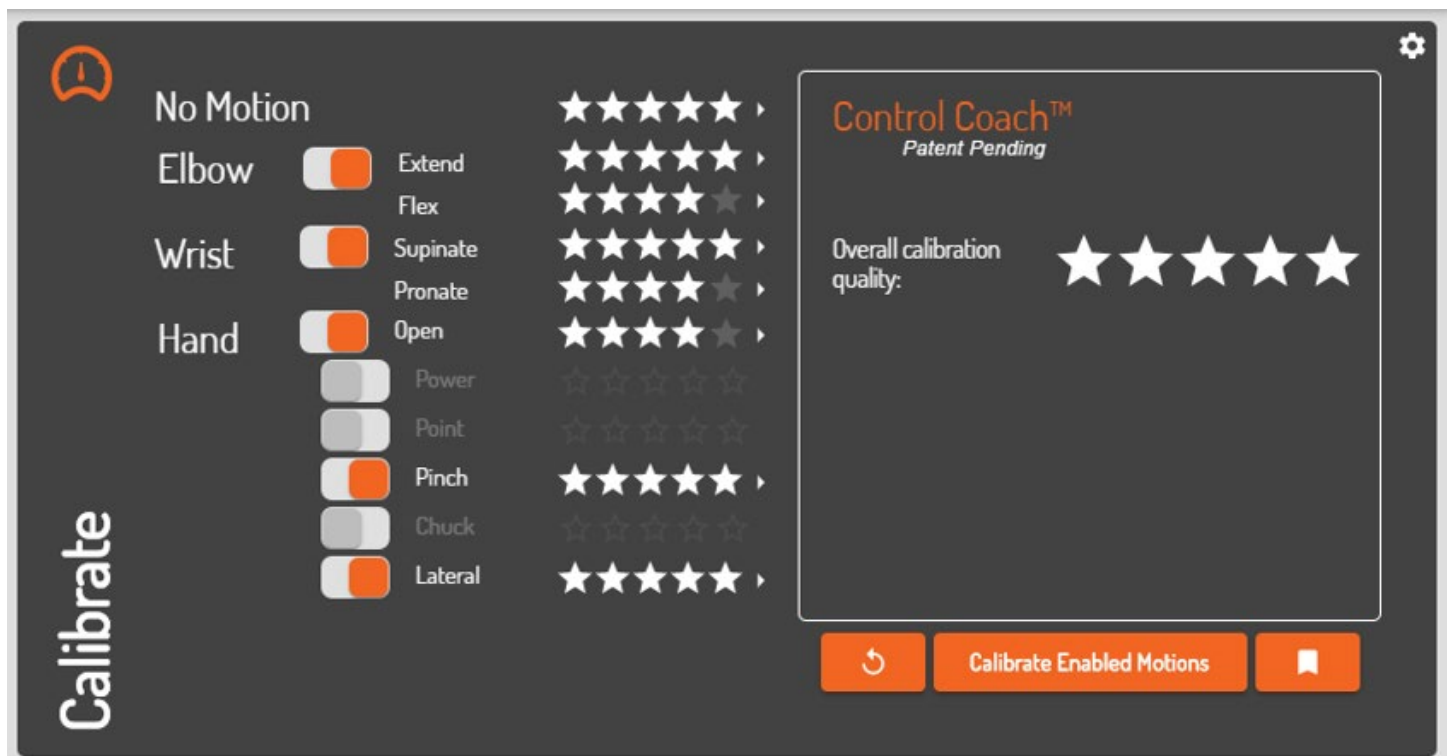 No Motion
Elbow
Extend
Flex
Wrist
Supinate
Pronate
Hand
Open
Power
Point
Pinch
Chuck
Lateral
Calibrate
Control Coach™
Patent Pending
Overall calibration
quality:
Calibrate Enabled Motions